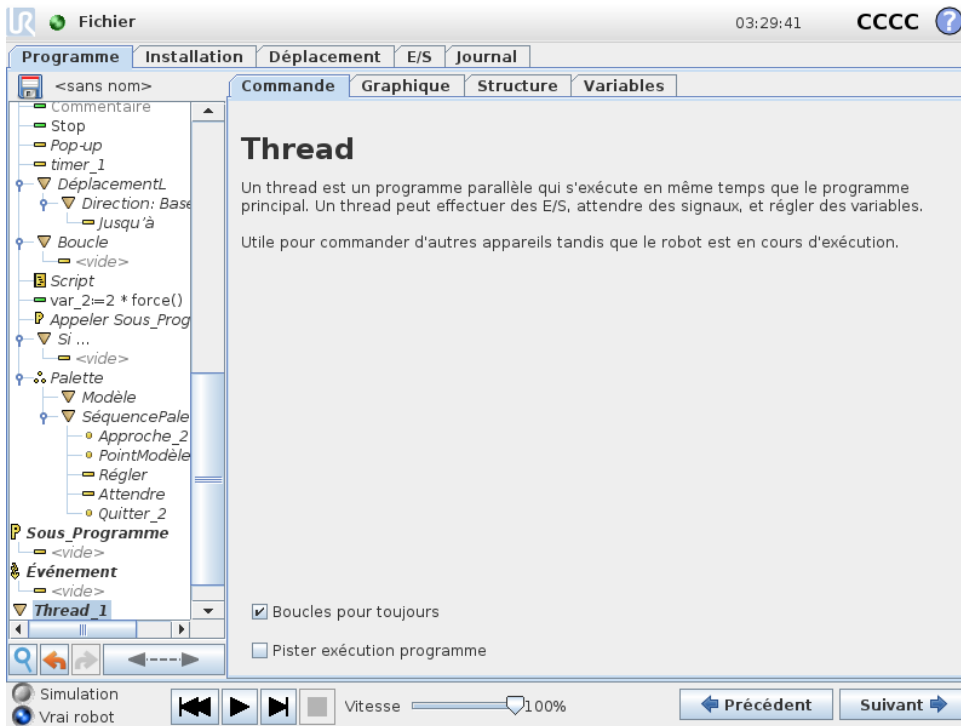 Fichier
03:29:41
CCCC
?
Programme
Installation
Déplacement
E/S
Journal
<sans nom>
Commande
Graphique
Structure
Variables
Commentaire
Stop
Pop-up
timer_1
DéplacementL
Direction: Base
Jusqu'à
Boucle
<vide>
Script
var_2:=2 * force()
Appeler Sous_Prog
Si ...
<vide>
Palette
Modèle
SéquencePale
Approche_2
PointModèle
Régler
Attendre
Quitter_2
Sous_Programme
<vide>
Événement
<vide>
Thread_1
Thread
Un thread est un programme parallèle qui s'exécute en même temps que le programme
principal. Un thread peut effectuer des E/S, attendre des signaux, et régler des variables.
Utile pour commander d'autres appareils tandis que le robot est en cours d'exécution.
Boucles pour toujours
Pister exécution programme
Simulation
Vrai robot
Vitesse
100%
Précédent
Suivant